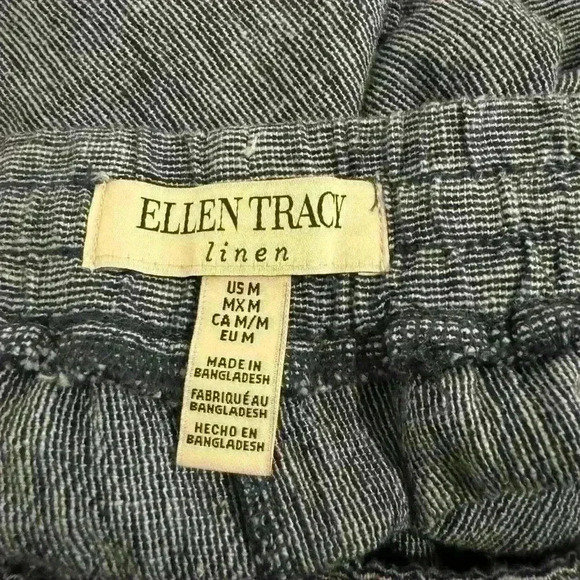 ELLEN TRACY
linen
US M
MX M
CA M/M
EU M
MADE IN
BANGLADESH
FABRIQUÉ AU
BANGLADESH
HECHO EN
BANGLADESH